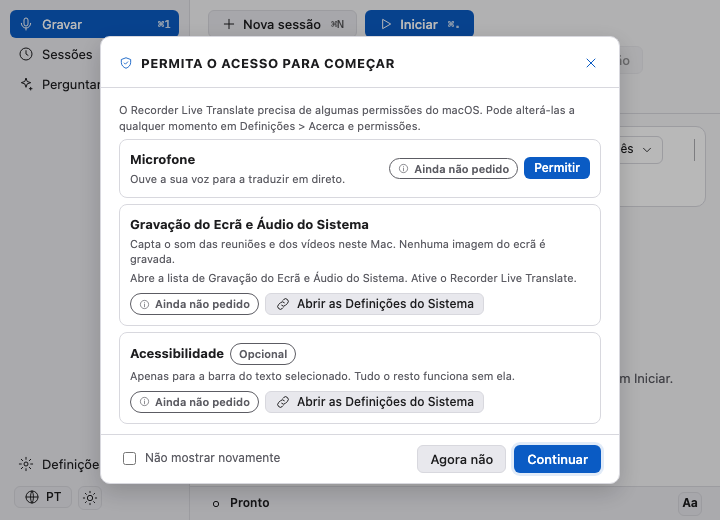 Gravar ⌘1
Nova sessão ⌘N
Iniciar
Sessões
Perguntar
PERMITA O ACESSO PARA COMEÇAR
O Recorder Live Translate precisa de algumas permissões do macOS. Pode alterá-las a
qualquer momento em Definições > Acerca e permissões.
Microfone
Ouve a sua voz para a traduzir em direto.
Ainda não pedido
Permitir
Gravação do Ecrã e Áudio do Sistema
Capta o som das reuniões e dos vídeos neste Mac. Nenhuma imagem do ecrã é
gravada.
Abre a lista de Gravação do Ecrã e Áudio do Sistema. Ative o Recorder Live Translate.
Ainda não pedido
Abrir as Definições do Sistema
Acessibilidade Opcional
Apenas para a barra do texto selecionado. Tudo o resto funciona sem ela.
Ainda não pedido
Abrir as Definições do Sistema
m Iniciar.
Não mostrar novamente
Agora não
Continuar
Definiçõe
PT
Pronto
Aa